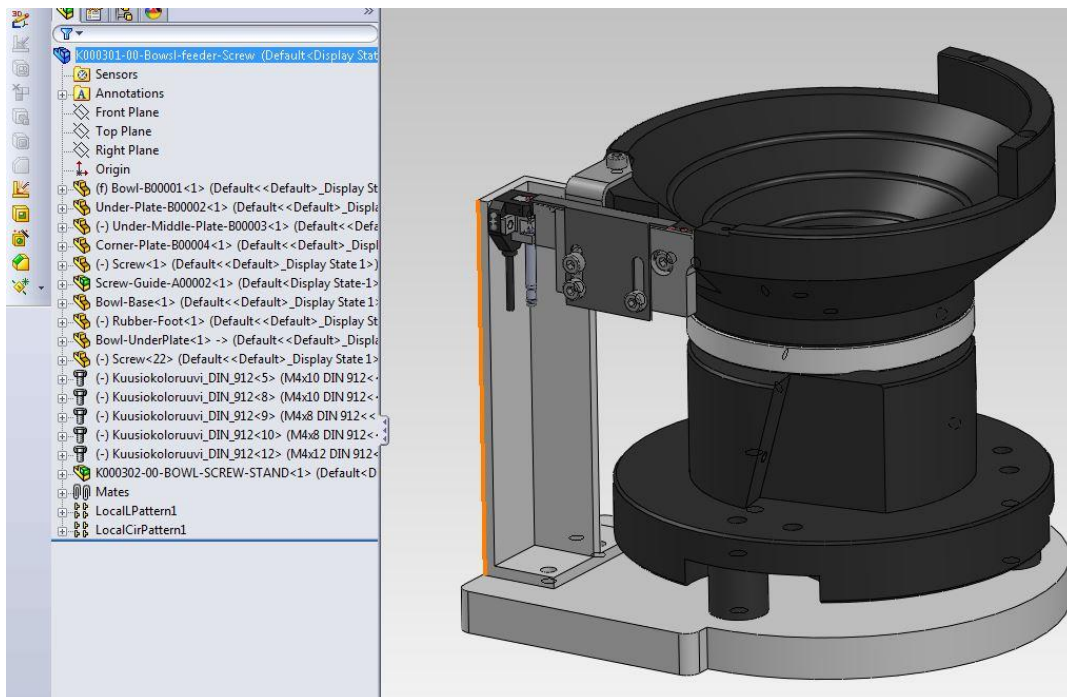 3D
»
K000301-00-Bowsl-feeder-Screw (Default<Display Stat
Sensors
Annotations
Front Plane
Top Plane
Right Plane
Origin
(f) Bowl-B00001<1> (Default<<Default>_Display St
Under-Plate-B00002<1> (Default<<Default>_Displa
(-) Under-Middle-Plate-B00003<1> (Default<<Defa
Corner-Plate-B00004<1> (Default<<Default>_Displ
(-) Screw<1> (Default<<Default>_Display State 1>)
Screw-Guide-A00002<1> (Default<Display State-1>
Bowl-Base<1> (Default<<Default>_Display State 1>
(-) Rubber-Foot<1> (Default<<Default>_Display St
Bowl-UnderPlate<1> -> (Default<<Default>_Displa
(-) Screw<22> (Default<<Default>_Display State 1>
(-) Kuusiokoloruuvi_DIN_912<5> (M4x10 DIN 912<
(-) Kuusiokoloruuvi_DIN_912<8> (M4x10 DIN 912<
(-) Kuusiokoloruuvi_DIN_912<9> (M4x8 DIN 912<<
(-) Kuusiokoloruuvi_DIN_912<10> (M4x8 DIN 912<
(-) Kuusiokoloruuvi_DIN_912<12> (M4x12 DIN 912<
K000302-00-BOWL-SCREW-STAND<1> (Default<D
Mates
LocalLPattern1
LocalCirPattern1